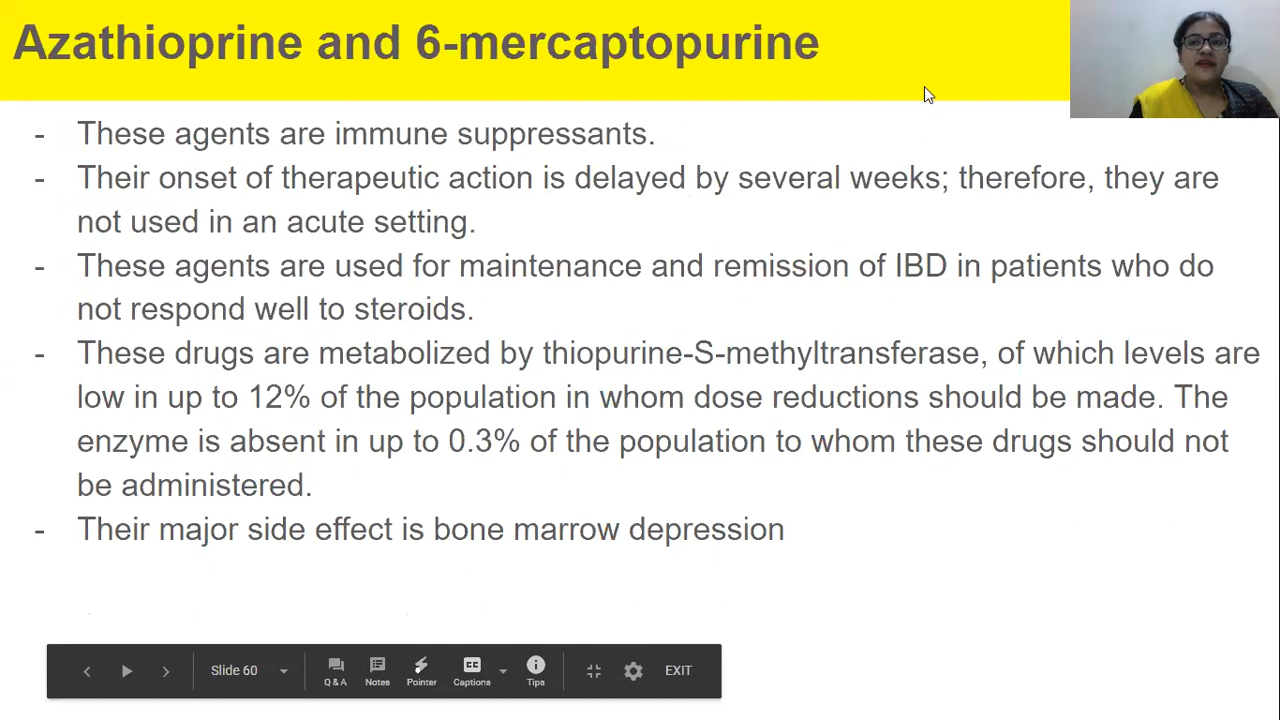 Azathioprine and 6-mercaptopurine
- These agents are immune suppressants.
- Their onset of therapeutic action is delayed by several weeks; therefore, they are
not used in an acute setting.
- These agents are used for maintenance and remission of IBD in patients who do
not respond well to steroids.
- These drugs are metabolized by thiopurine-S-methyltransferase, of which levels are
low in up to 12% of the population in whom dose reductions should be made. The
enzyme is absent in up to 0.3% of the population to whom these drugs should not
be administered.
- Their major side effect is bone marrow depression
Slide 60
Q & A
Notes
Pointer
CC
Captions
Tips
EXIT